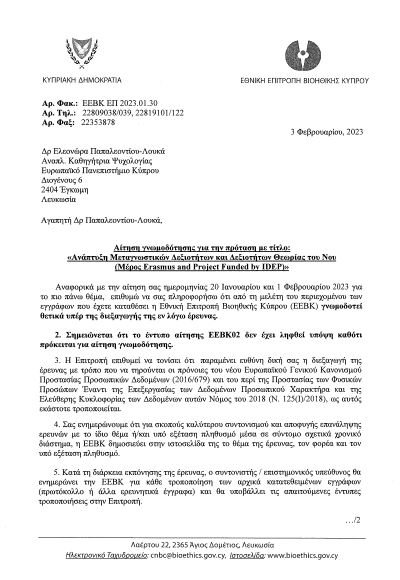 ΚΥΠΡΙΑΚΗ ΔΗΜΟΚΡΑΤΙΑ
ΕΘΝΙΚΗ ΕΠΙΤΡΟΠΗ ΒΙΟΗΘΙΚΗΣ ΚΥΠΡΟΥ
Αρ. Φακ.: ΕΕΒΚ ΕΠ 2023.01.30
Αρ. Τηλ.: 22809038/039, 22819101/122
Αρ. Φαξ: 22353878
3 Φεβρουαρίου, 2023
Δρ Ελεονώρα Παπαλεοντίου-Λουκά
Αναπλ. Καθηγήτρια Ψυχολογίας
Ευρωπαϊκό Πανεπιστήμιο Κύπρου
Διογένους 6
2404 Έγκωμη
Λευκωσία
Αγαπητή Δρ Παπαλεοντίου-Λουκά,
Αίτηση γνωμοδότησης για την πρόταση με τίτλο:
«Ανάπτυξη Μεταγνωστικών Δεξιοτήτων και Δεξιοτήτων Θεωρίας του Νου
(Μέρος Erasmus and Project Funded by IDEP)»
Αναφορικά με την αίτηση σας ημερομηνίας 20 Ιανουαρίου και 1 Φεβρουαρίου 2023 για
το πιο πάνω θέμα, επιθυμώ να σας πληροφορήσω ότι από τη μελέτη του περιεχομένου των
εγγράφων που έχετε καταθέσει η Εθνική Επιτροπή Βιοηθικής Κύπρου (ΕΕΒΚ) γνωμοδοτεί
θετικά υπέρ της διεξαγωγής της εν λόγω έρευνας.
2. Σημειώνεται ότι το έντυπο αίτησης ΕΕΒΚ02 δεν έχει ληφθεί υπόψη καθότι
πρόκειται για αίτηση γνωμοδότησης.
3. Η Επιτροπή επιθυμεί να τονίσει ότι παραμένει ευθύνη δική σας η διεξαγωγή της
έρευνας με τρόπο που να τηρούνται οι πρόνοιες του νέου Ευρωπαϊκού Γενικού Κανονισμού
Προστασίας Προσωπικών Δεδομένων (2016/679) και του περί της Προστασίας των Φυσικών
Προσώπων Έναντι της Επεξεργασίας των Δεδομένων Προσωπικού Χαρακτήρα και της
Ελεύθερης Κυκλοφορίας των Δεδομένων αυτών Νόμος του 2018 (Ν. 125(Ι)/2018), ως αυτός
εκάστοτε τροποποιείται.
4. Σας ενημερώνουμε ότι για σκοπούς καλύτερου συντονισμού και αποφυγής επανάληψης
ερευνών με το ίδιο θέμα ή/και υπό εξέταση πληθυσμό μέσα σε σύντομο σχετικά χρονικό
διάστημα, η ΕΕΒΚ δημοσιεύει στην ιστοσελίδα της το θέμα της έρευνας, τον φορέα και τον
υπό εξέταση πληθυσμό.
5. Κατά τη διάρκεια εκπόνησης της έρευνας, ο συντονιστής / επιστημονικός υπεύθυνος θα
ενημερώνει την ΕΕΒΚ για κάθε τροποποίηση των αρχικά κατατεθειμένων εγγράφων
(πρωτόκολλο ή άλλα ερευνητικά έγγραφα) και θα υποβάλλει τις απαιτούμενες έντυπες
τροποποιήσεις στην Επιτροπή.
…/2
Λαέρτου 22, 2365 Άγιος Δομέτιος, Λευκωσία
Ηλεκτρονικό Ταχυδρομείο: cnbc@bioethics.gov.cy, Ιστοσελίδα: www.bioethics.gov.cy